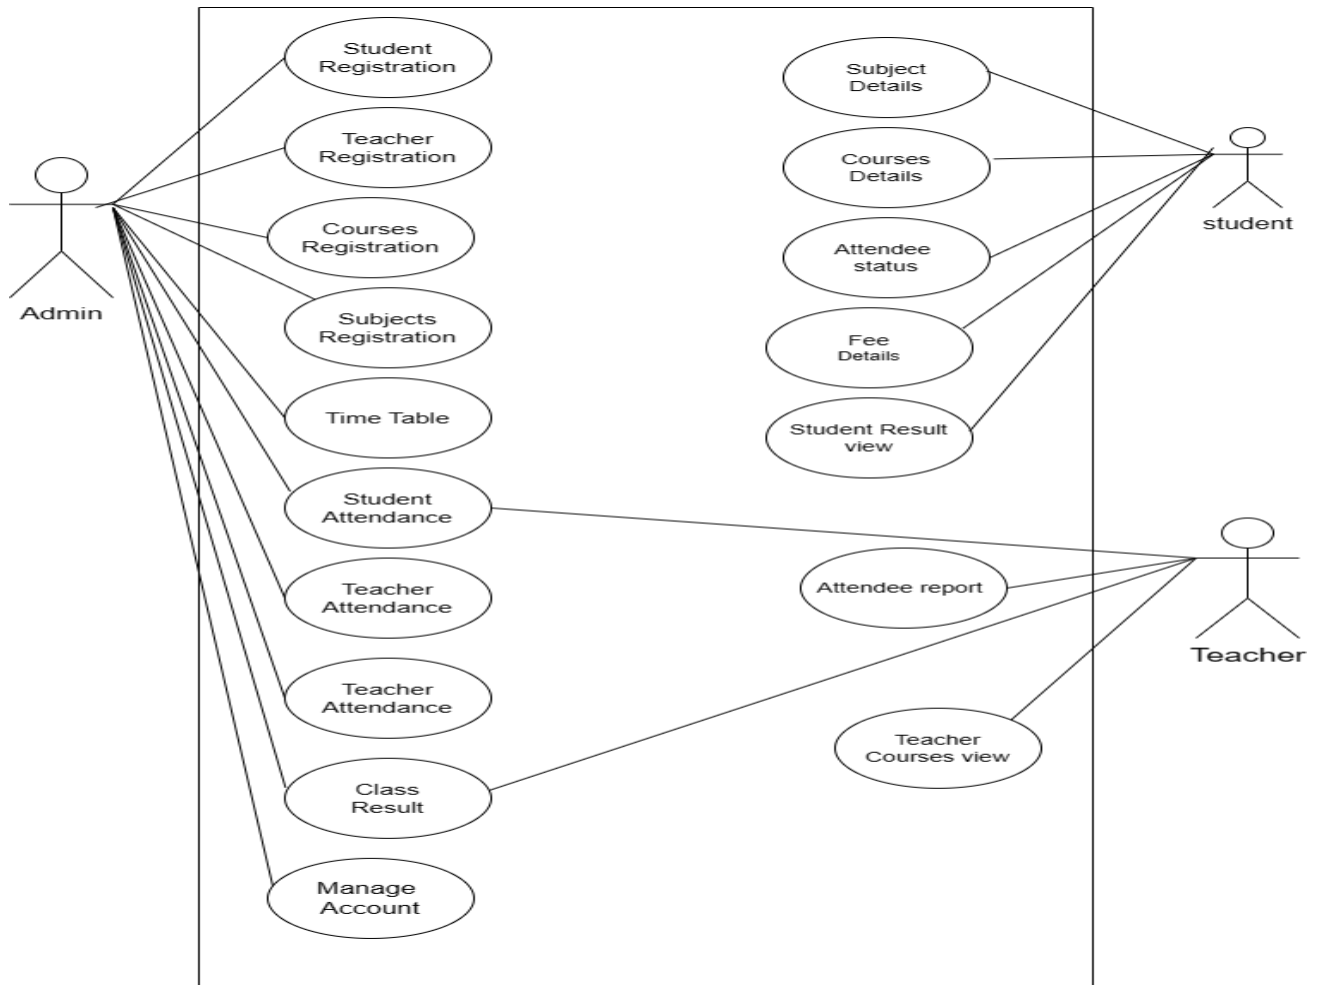 Student
Registration
Teacher
Registration
Courses
Registration
Subjects
Registration
Time Table
Student
Attendance
Teacher
Attendance
Teacher
Attendance
Class
Result
Manage
Account
Admin
Subject
Details
Courses
Details
Attendee
status
Fee
Details
Student Result
view
Attendee report
Teacher
Courses view
student
Teacher